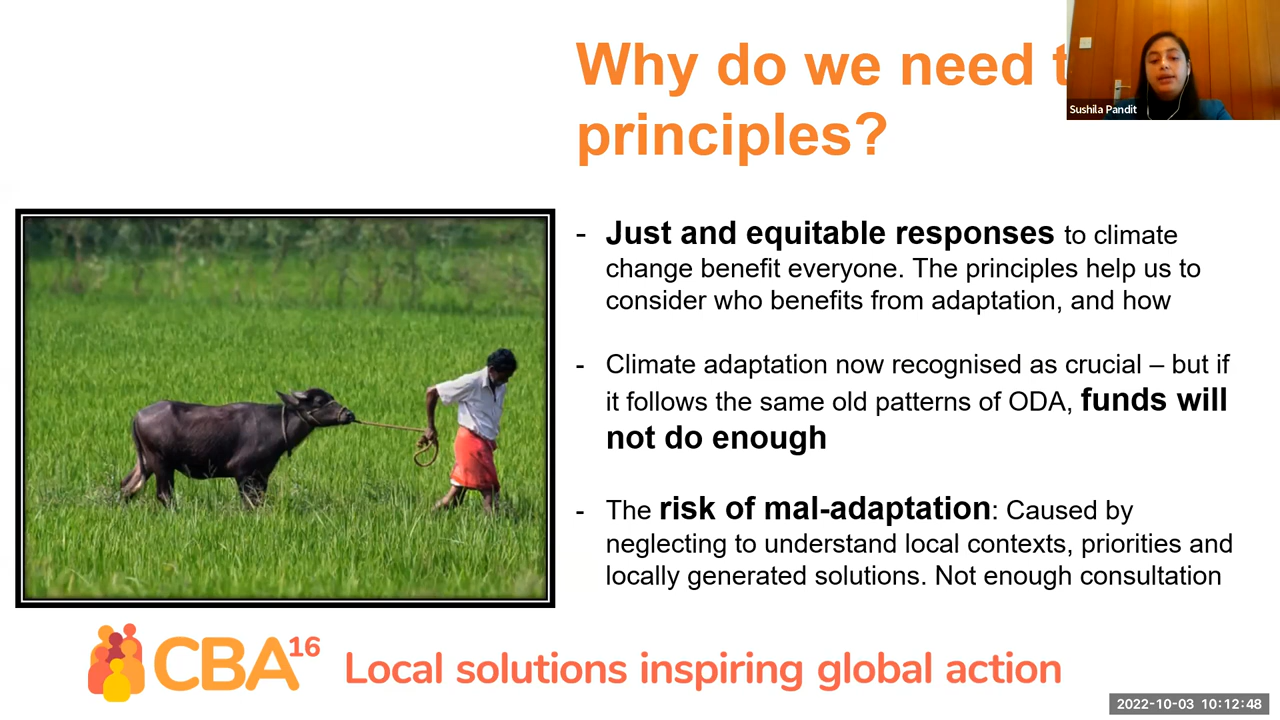 Why do we need
principles?
Sushila Pandit
- Just and equitable responses to climate
change benefit everyone. The principles help us to
consider who benefits from adaptation, and how
- Climate adaptation now recognised as crucial – but if
it follows the same old patterns of ODA, funds will
not do enough
- The risk of mal-adaptation: Caused by
neglecting to understand local contexts, priorities and
locally generated solutions. Not enough consultation
CBA16
Local solutions inspiring global action
2022-10-03 10:12:48